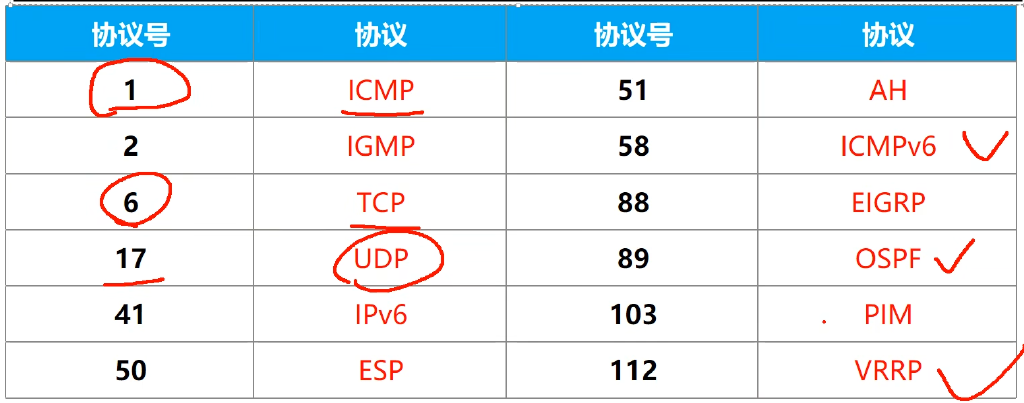 协议号 协议 协议号 协议
1 ICMP 51 AH
2 IGMP 58 ICMPv6
6 TCP 88 EIGRP
17 UDP 89 OSPF
41 IPv6 103 PIM
50 ESP 112 VRRP